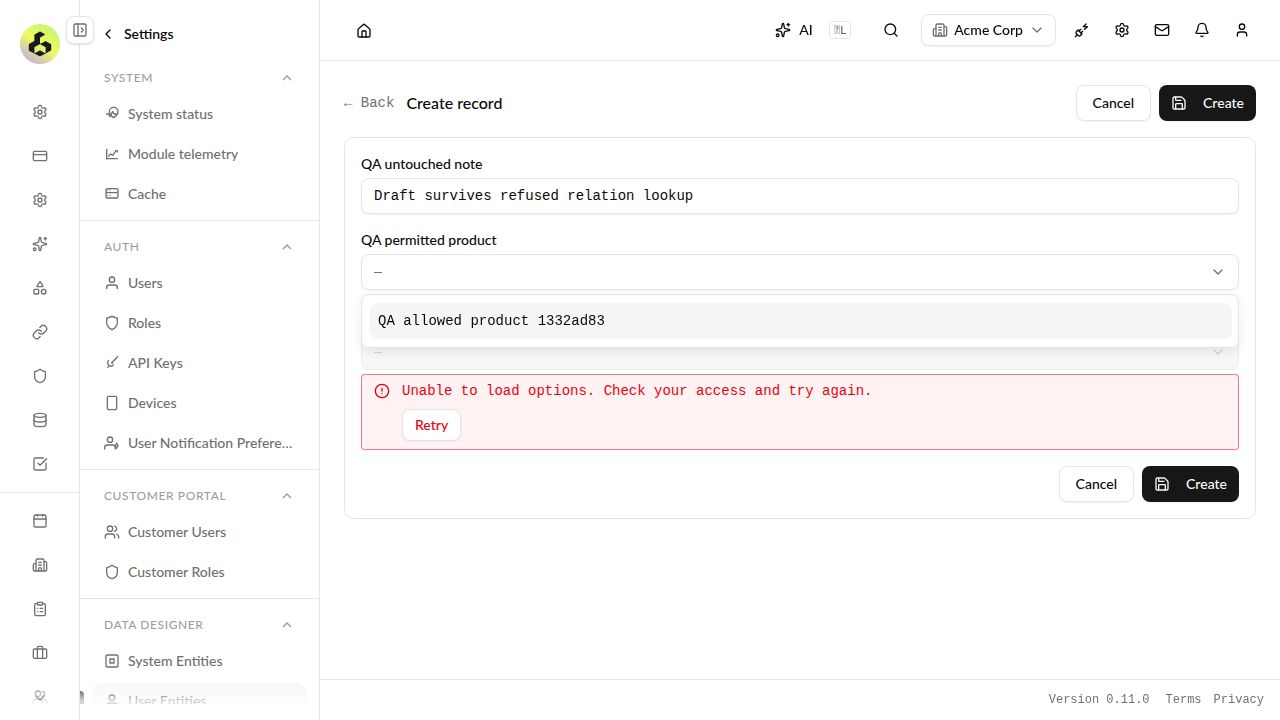 Settings
AI
L
Acme Corp
SYSTEM
System status
Module telemetry
Cache
AUTH
Users
Roles
API Keys
Devices
User Notification Prefere...
CUSTOMER PORTAL
Customer Users
Customer Roles
DATA DESIGNER
System Entities
User Entities
← Back
Create record
Cancel
Create
QA untouched note
Draft survives refused relation lookup
QA permitted product
—
QA allowed product 1332ad83
—
Unable to load options. Check your access and try again.
Retry
Cancel
Create
Version 0.11.0
Terms
Privacy